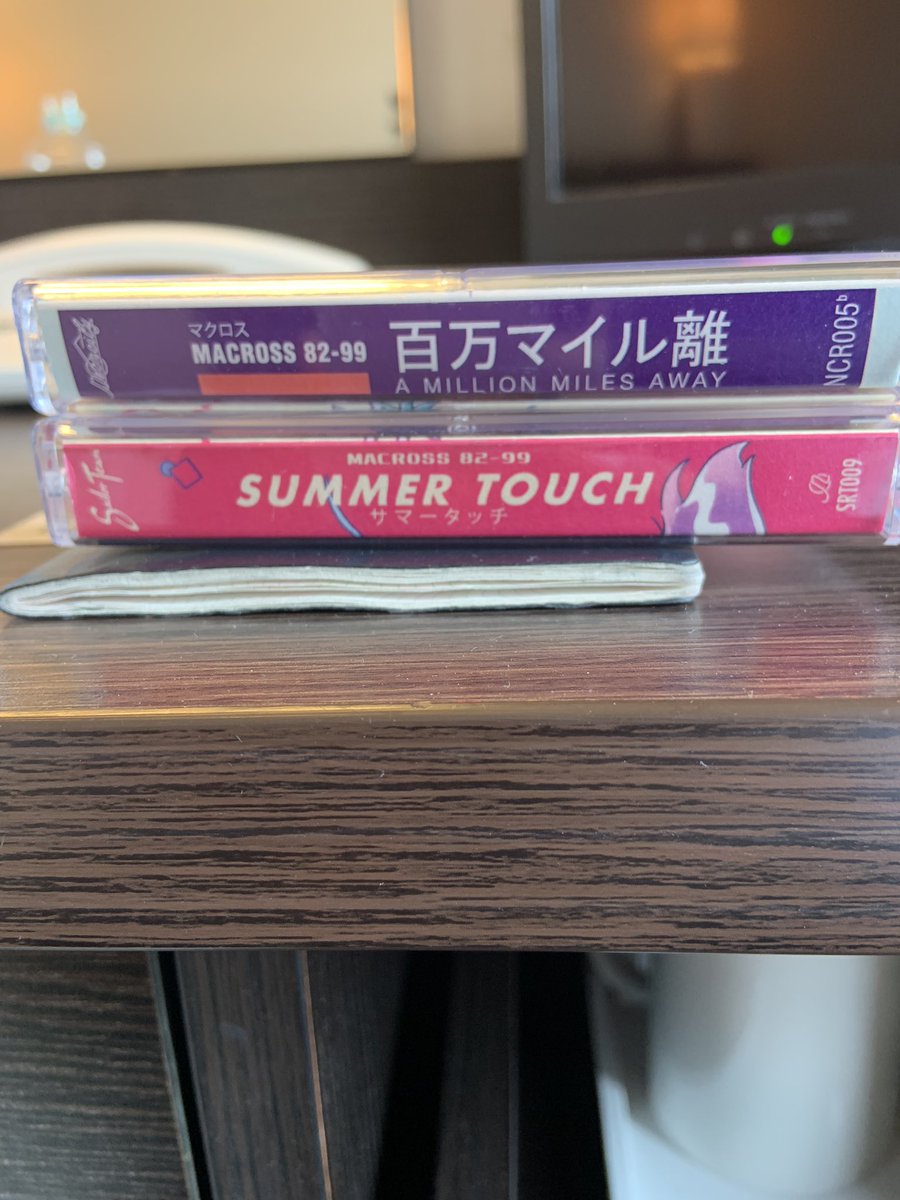 マクロス
MACROSS 82-99
百万マイル離
A MILLION MILES AWAY
NCR005b
MACROSS 82-99
SUMMER TOUCH
サマータッチ
SRT009